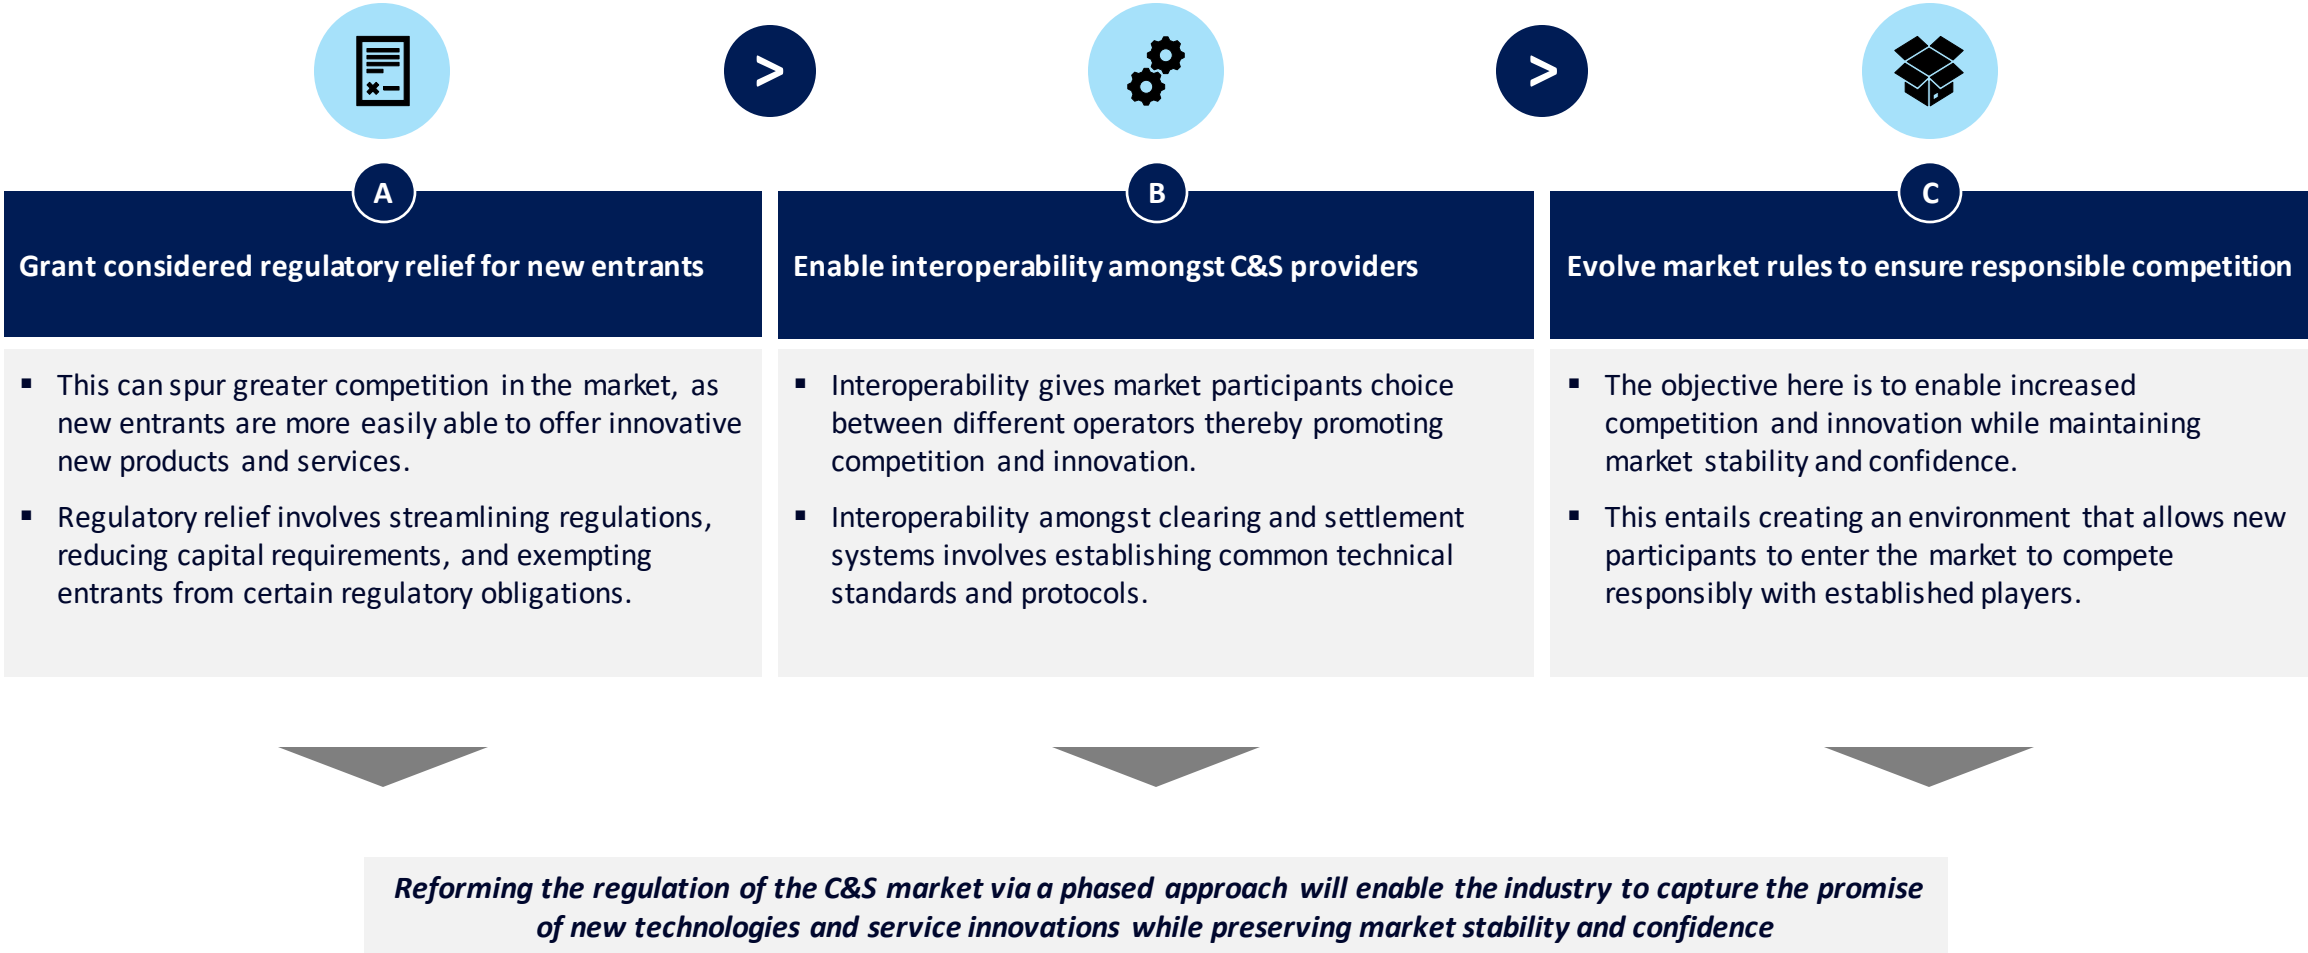 >
>
A
Grant considered regulatory relief for new entrants
▪ This can spur greater competition in the market, as
new entrants are more easily able to offer innovative
new products and services.
▪ Regulatory relief involves streamlining regulations,
reducing capital requirements, and exempting
entrants from certain regulatory obligations.
B
Enable interoperability amongst C&S providers
▪ Interoperability gives market participants choice
between different operators thereby promoting
competition and innovation.
▪ Interoperability amongst clearing and settlement
systems involves establishing common technical
standards and protocols.
C
Evolve market rules to ensure responsible competition
▪ The objective here is to enable increased
competition and innovation while maintaining
market stability and confidence.
▪ This entails creating an environment that allows new
participants to enter the market to compete
responsibly with established players.
Reforming the regulation of the C&S market via a phased approach will enable the industry to capture the promise
of new technologies and service innovations while preserving market stability and confidence